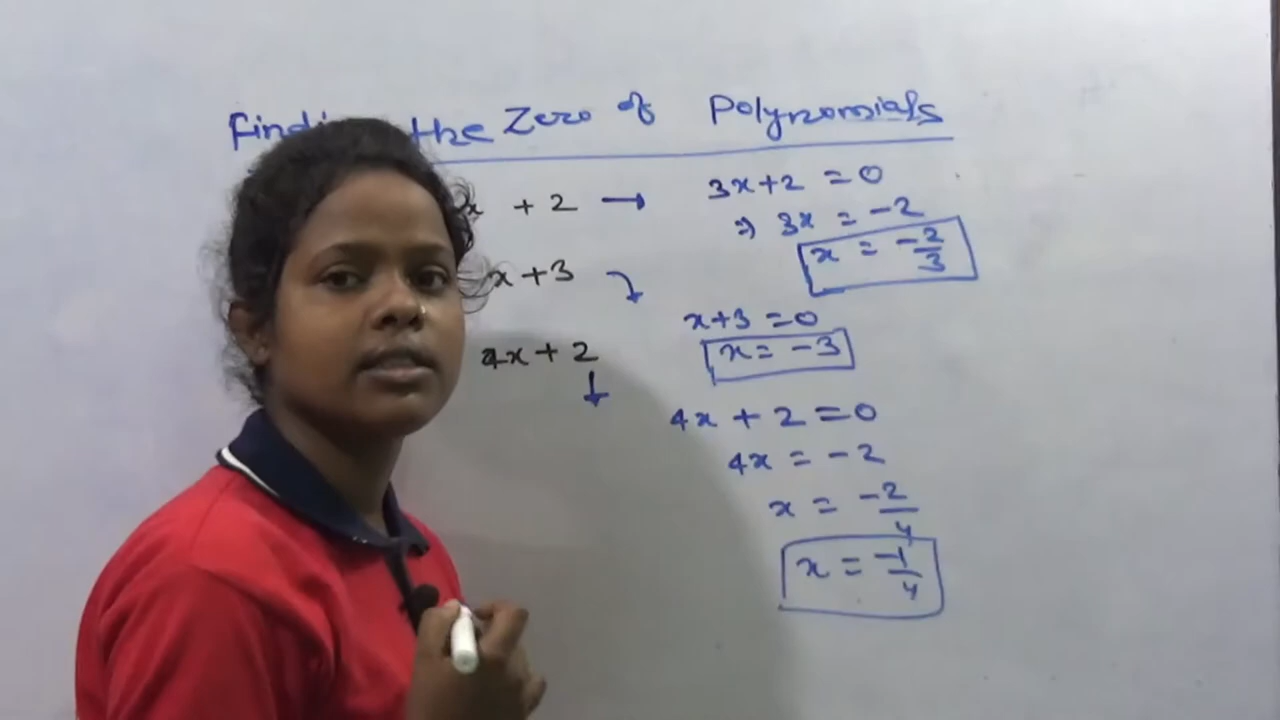 the Zero of Polynomials
x + 2 → 3x+2 = 0
⇒ 3x = -2
x = -2/3
x+3
x+3 = 0
x = -3
4x + 2
4x + 2 = 0
4x = -2
x = -2/4
x = -1/4